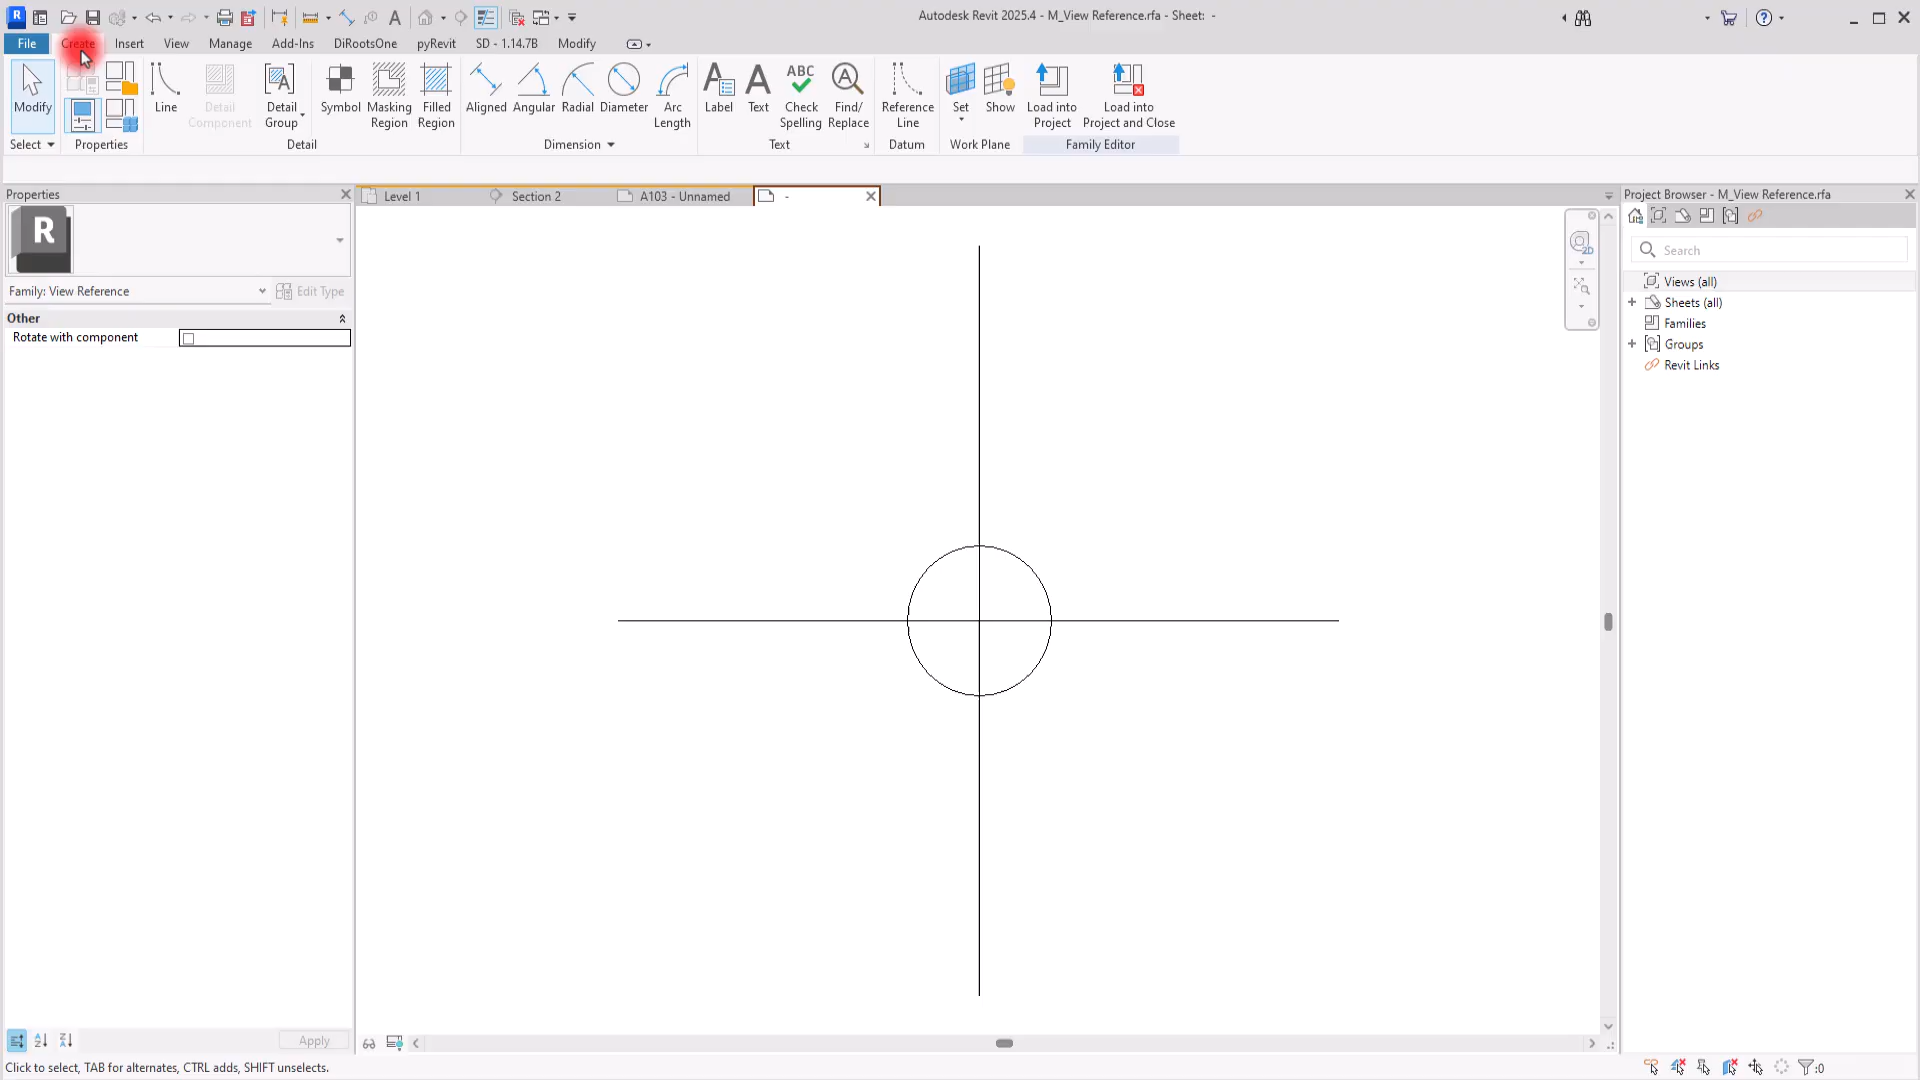 Autodesk Revit 2025.4 - M_View Reference.rfa - Sheet: -
File Create Insert View Manage Add-Ins DiRootsOne pyRevit SD - 1.14.7B Modify
Modify
Line
Detail Component
Detail Group
Symbol
Masking Region
Filled Region
Aligned
Angular
Radial
Diameter
Arc Length
Label
Text
ABC
Check Spelling
Find/ Replace
Reference Line
Set
Show
Load into Project
Load into Project and Close
Select Properties Detail Dimension Text Datum Work Plane Family Editor
Properties
Level 1
Section 2
A103 - Unnamed
-
Project Browser - M_View Reference.rfa
R
Search
Family: View Reference
Edit Type
Other
Rotate with component
Views (all)
Sheets (all)
Families
Groups
Revit Links
2D
Apply
Click to select, TAB for alternates, CTRL adds, SHIFT unselects.
:0